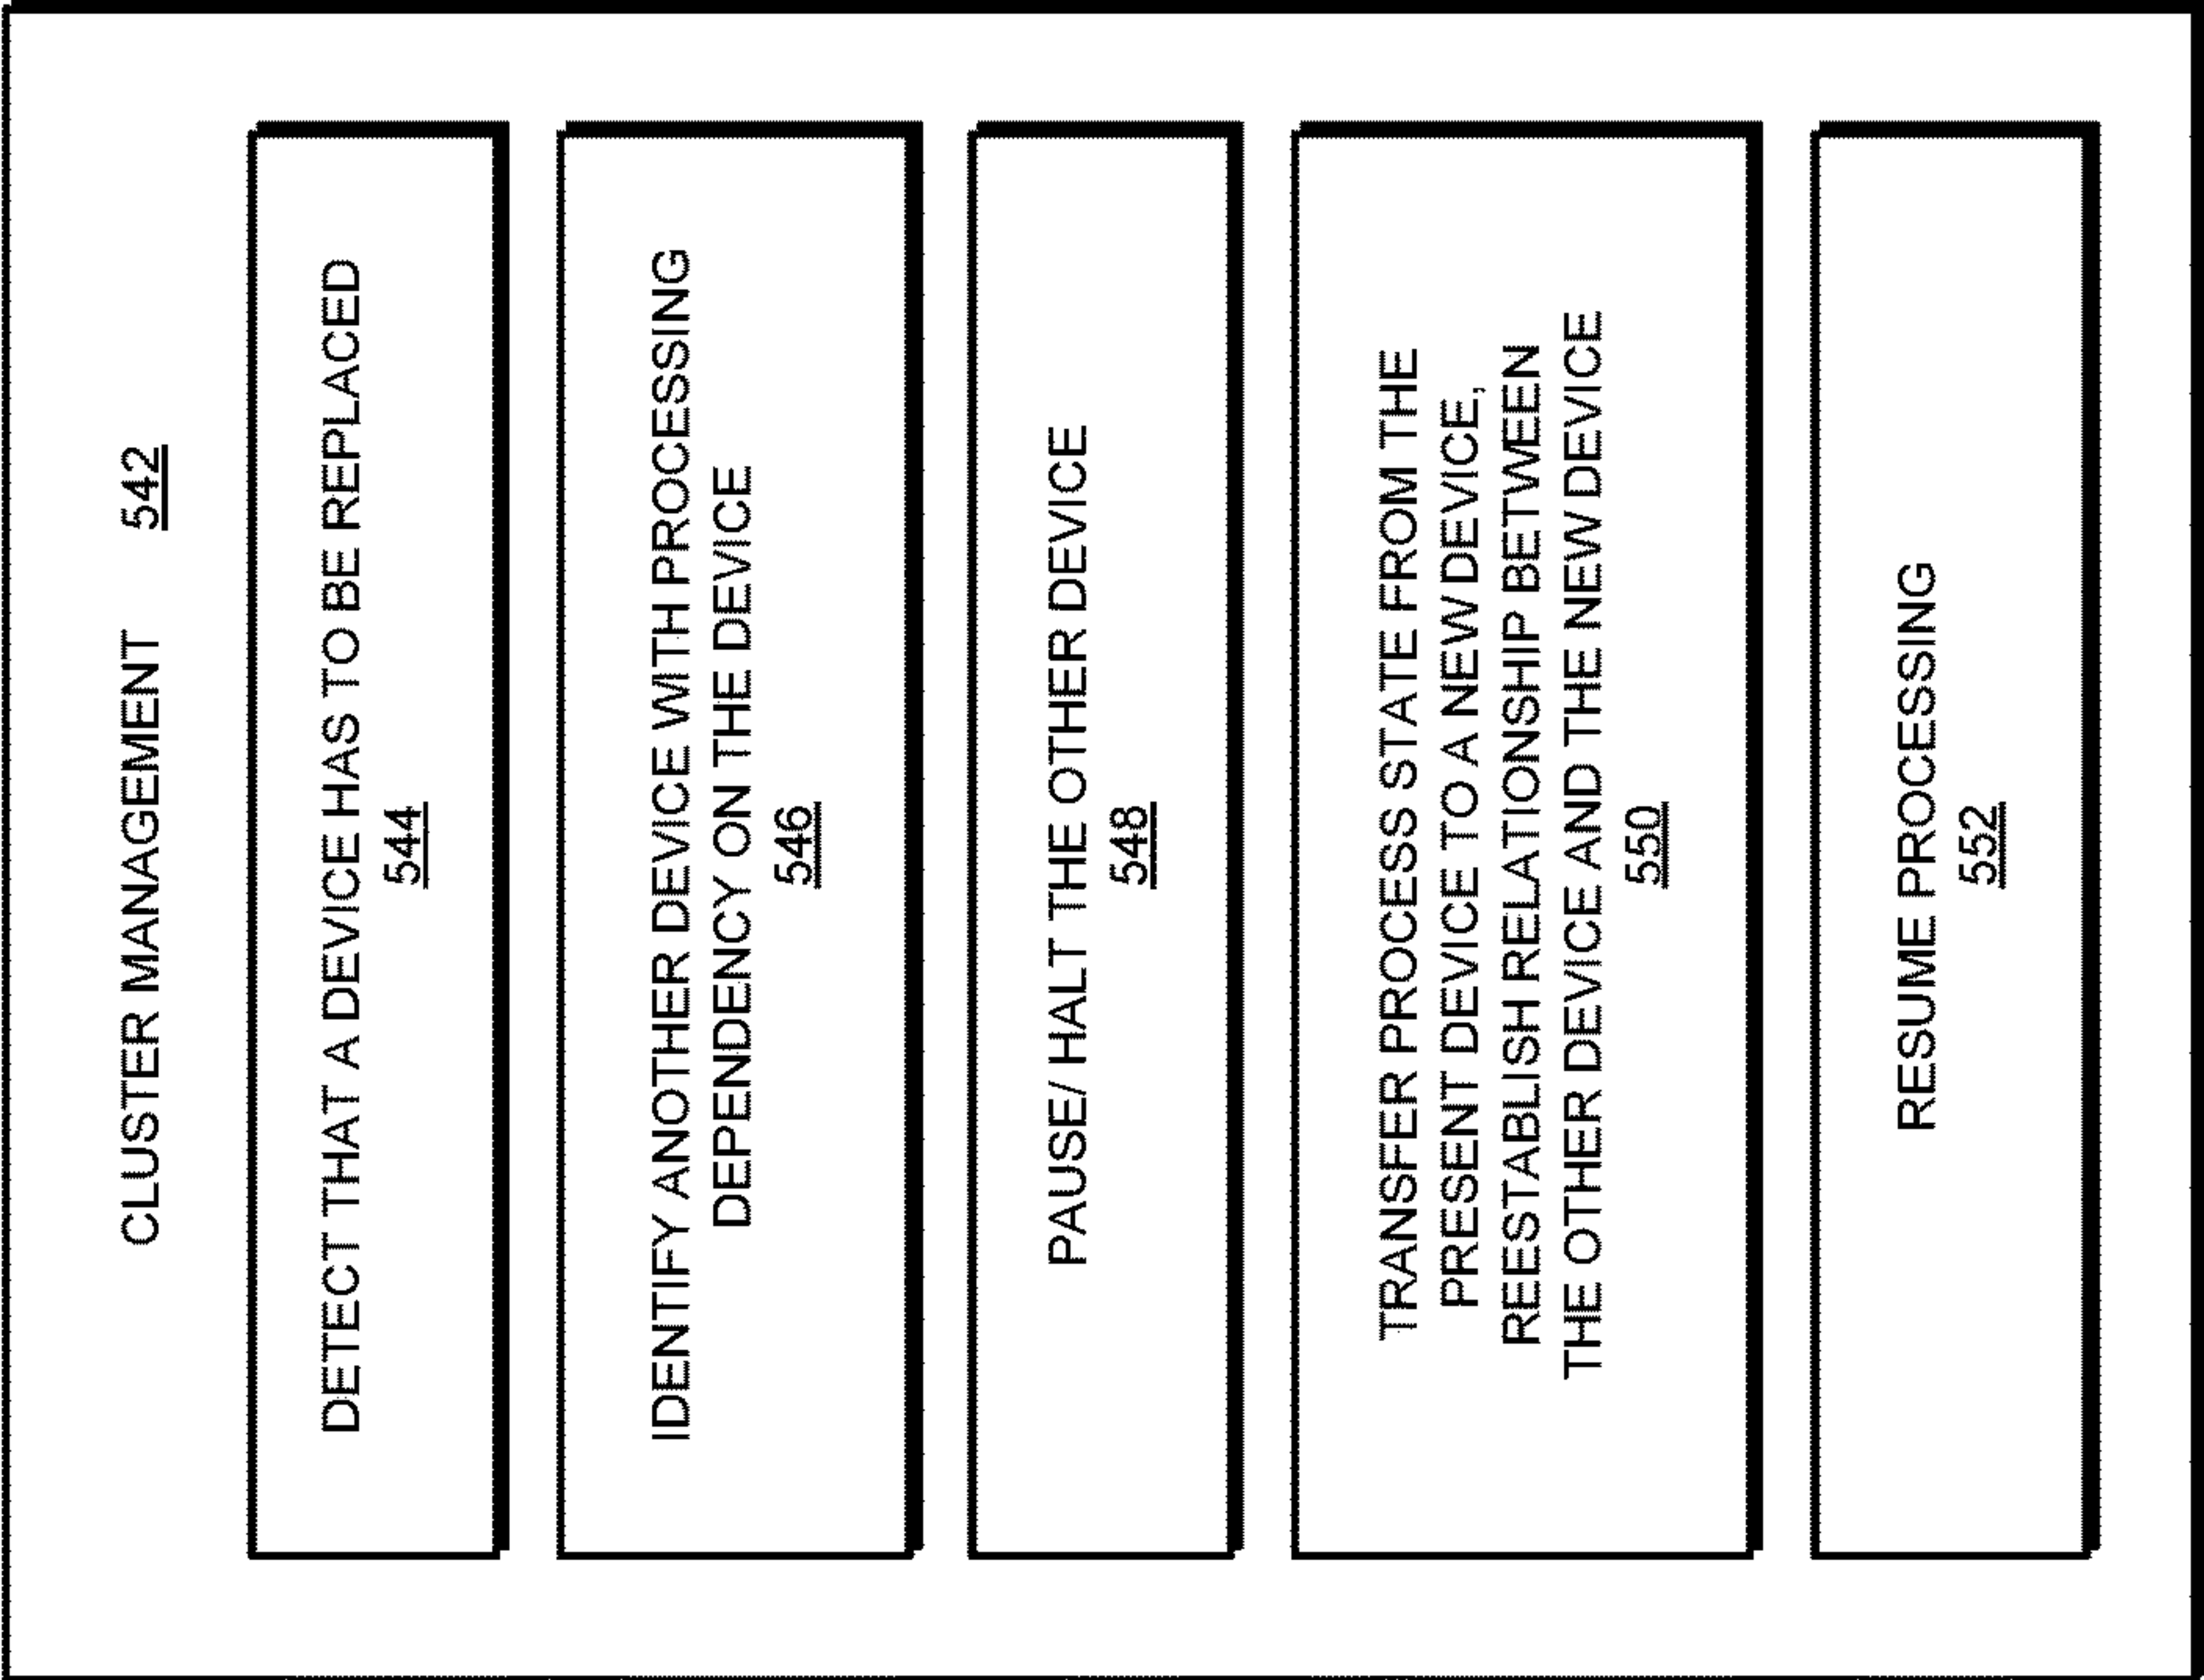 CLUSTER MANAGEMENT 542
DETECT THAT A DEVICE HAS TO BE REPLACED
544
IDENTIFY ANOTHER DEVICE WITH PROCESSING
DEPENDENCY ON THE DEVICE
546
PAUSE/ HALT THE OTHER DEVICE
548
TRANSFER PROCESS STATE FROM THE
PRESENT DEVICE TO A NEW DEVICE,
REESTABLISH RELATIONSHIP BETWEEN
THE OTHER DEVICE AND THE NEW DEVICE
550
RESUME PROCESSING
552